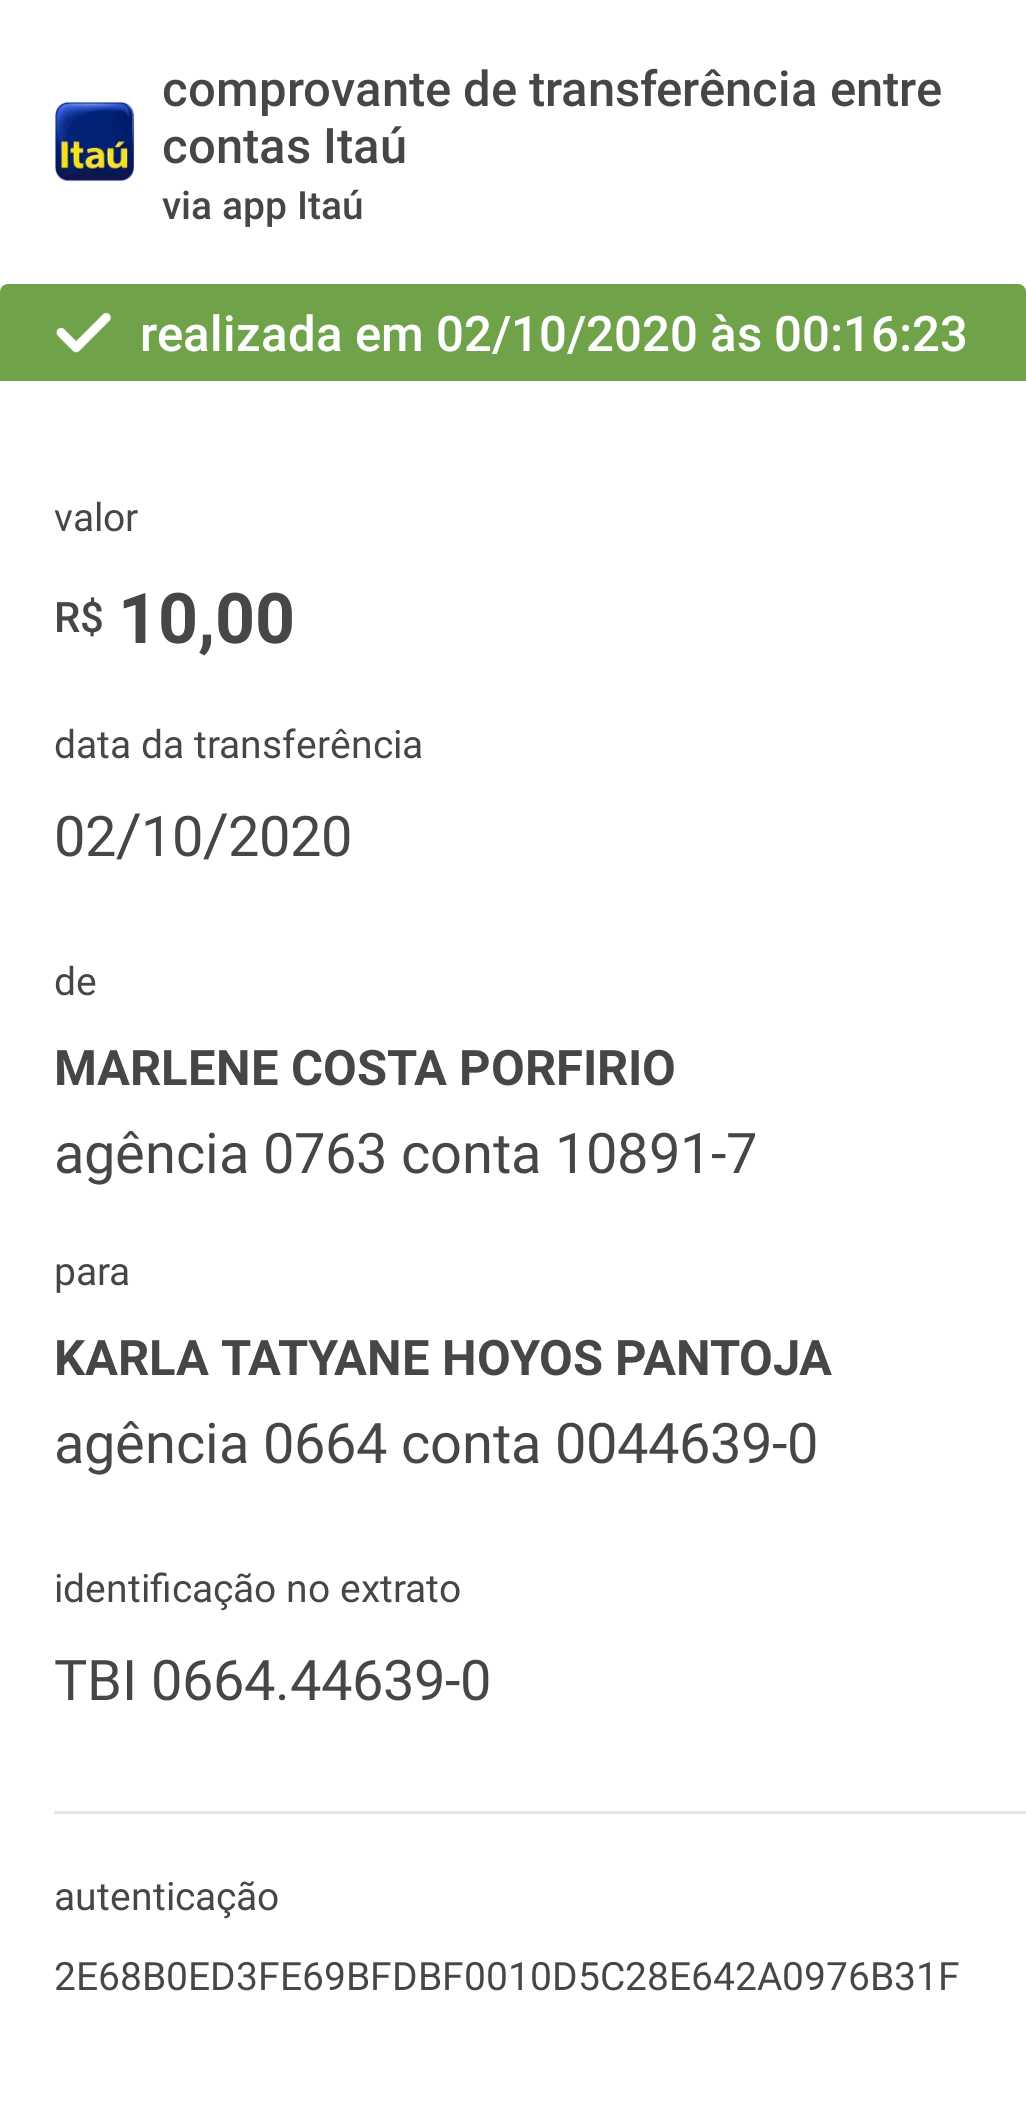 comprovante de transferência entre
contas Itaú
Itaú
via app Itaú
realizada em 02/10/2020 às 00:16:23
valor
R$ 10,00
data da transferência
02/10/2020
de
MARLENE COSTA PORFIRIO
agência 0763 conta 10891-7
para
KARLA TATYANE HOYOS PANTOJA
agência 0664 conta 0044639-0
identificação no extrato
TBI 0664.44639-0
autenticação
2E68B0ED3FE69BFDBF0010D5C28E642A0976B31F